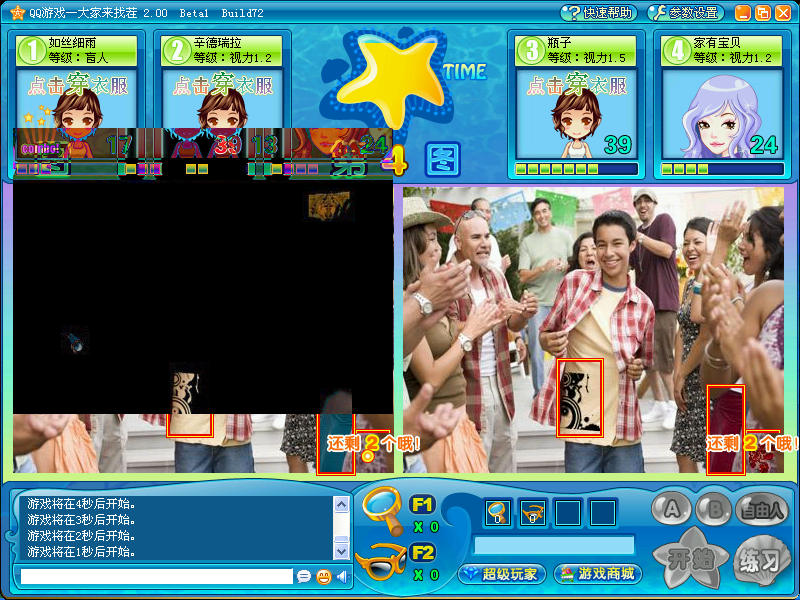 QQ游戏—大家来找茬 2.00 Beta1 Build72
快速帮助
参数设置
1 如丝细雨
等级：盲人
点击穿衣服
2 辛德瑞拉
等级：视力1.2
点击穿衣服
TIME
3 瓶子
等级：视力1.5
点击穿衣服
39
4 家有宝贝
等级：视力1.2
24
17
39
13
24
第
4
图
还剩2个哦!
还剩2个哦!
游戏将在4秒后开始。
游戏将在3秒后开始。
游戏将在2秒后开始。
游戏将在1秒后开始。
F1
X 0
F2
X 0
0
0
超级玩家
游戏商城
A
B
自由人
开始
练习